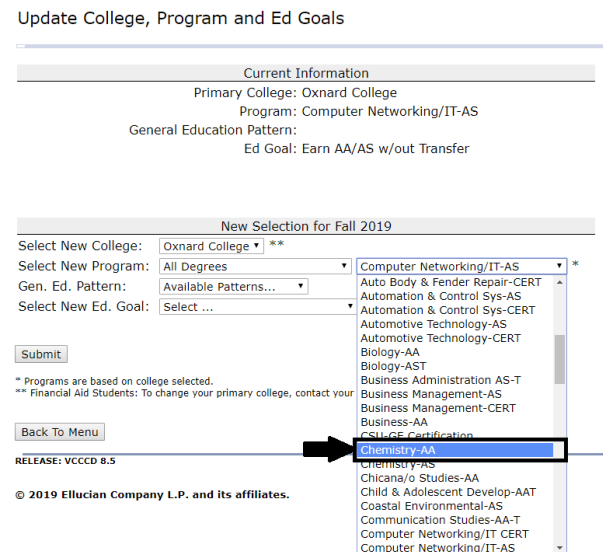 Update College, Program and Ed Goals
Current Information
Primary College: Oxnard College
Program: Computer Networking/IT-AS
General Education Pattern:
Ed Goal: Earn AA/AS w/out Transfer
New Selection for Fall 2019
Select New College: Oxnard College **
Select New Program: All Degrees Computer Networking/IT-AS *
Gen. Ed. Pattern: Available Patterns...
Select New Ed. Goal: Select ...
Auto Body & Fender Repair-CERT
Automation & Control Sys-AS
Automation & Control Sys-CERT
Automotive Technology-AS
Automotive Technology-CERT
Biology-AA
Biology-AST
Business Administration AS-T
Business Management-AS
Business Management-CERT
Business-AA
CSU-GE Certification
Chemistry-AA
Chemistry-AS
Chicana/o Studies-AA
Child & Adolescent Develop-AAT
Coastal Environmental-AS
Communication Studies-AA-T
Computer Networking/IT CERT
Computer Networking/IT-AS
Submit
* Programs are based on college selected.
** Financial Aid Students: To change your primary college, contact your
Back To Menu
RELEASE: VCCCD 8.5
© 2019 Ellucian Company L.P. and its affiliates.